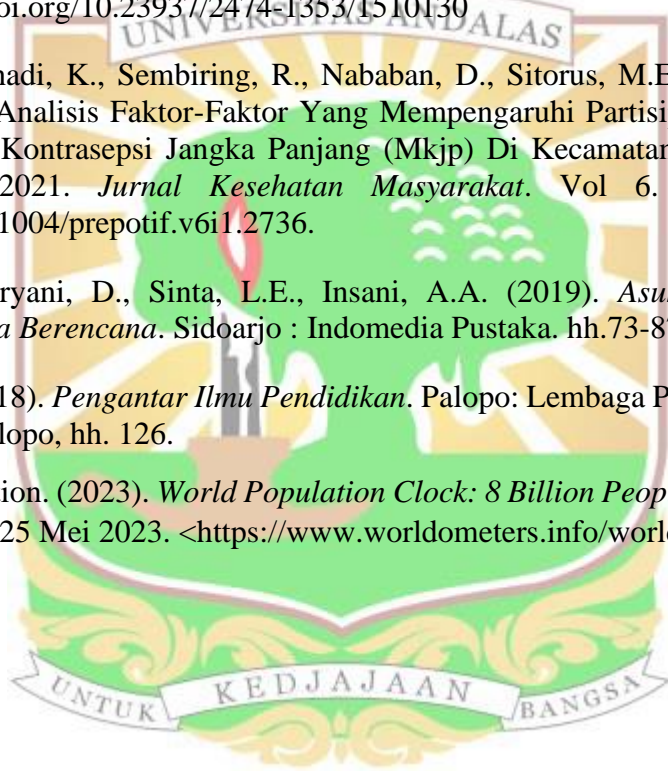 oi.org/10.23937/2474-1353/1510130
UNIVERSITAS ANDALAS
adi, K., Sembiring, R., Nababan, D., Sitorus, M.E
Analisis Faktor-Faktor Yang Mempengaruhi Partisi
Kontrasepsi Jangka Panjang (Mkjp) Di Kecamatan
2021. Jurnal Kesehatan Masyarakat. Vol 6.
1004/prepotif.v6i1.2736.
ryani, D., Sinta, L.E., Insani, A.A. (2019). Asu
a Berencana. Sidoarjo : Indomedia Pustaka. hh.73-8
18). Pengantar Ilmu Pendidikan. Palopo: Lembaga P
lopo, hh. 126.
ion. (2023). World Population Clock: 8 Billion Peop
25 Mei 2023. <https://www.worldometers.info/worl
UNTUK KEDJAJAAN BANGSA